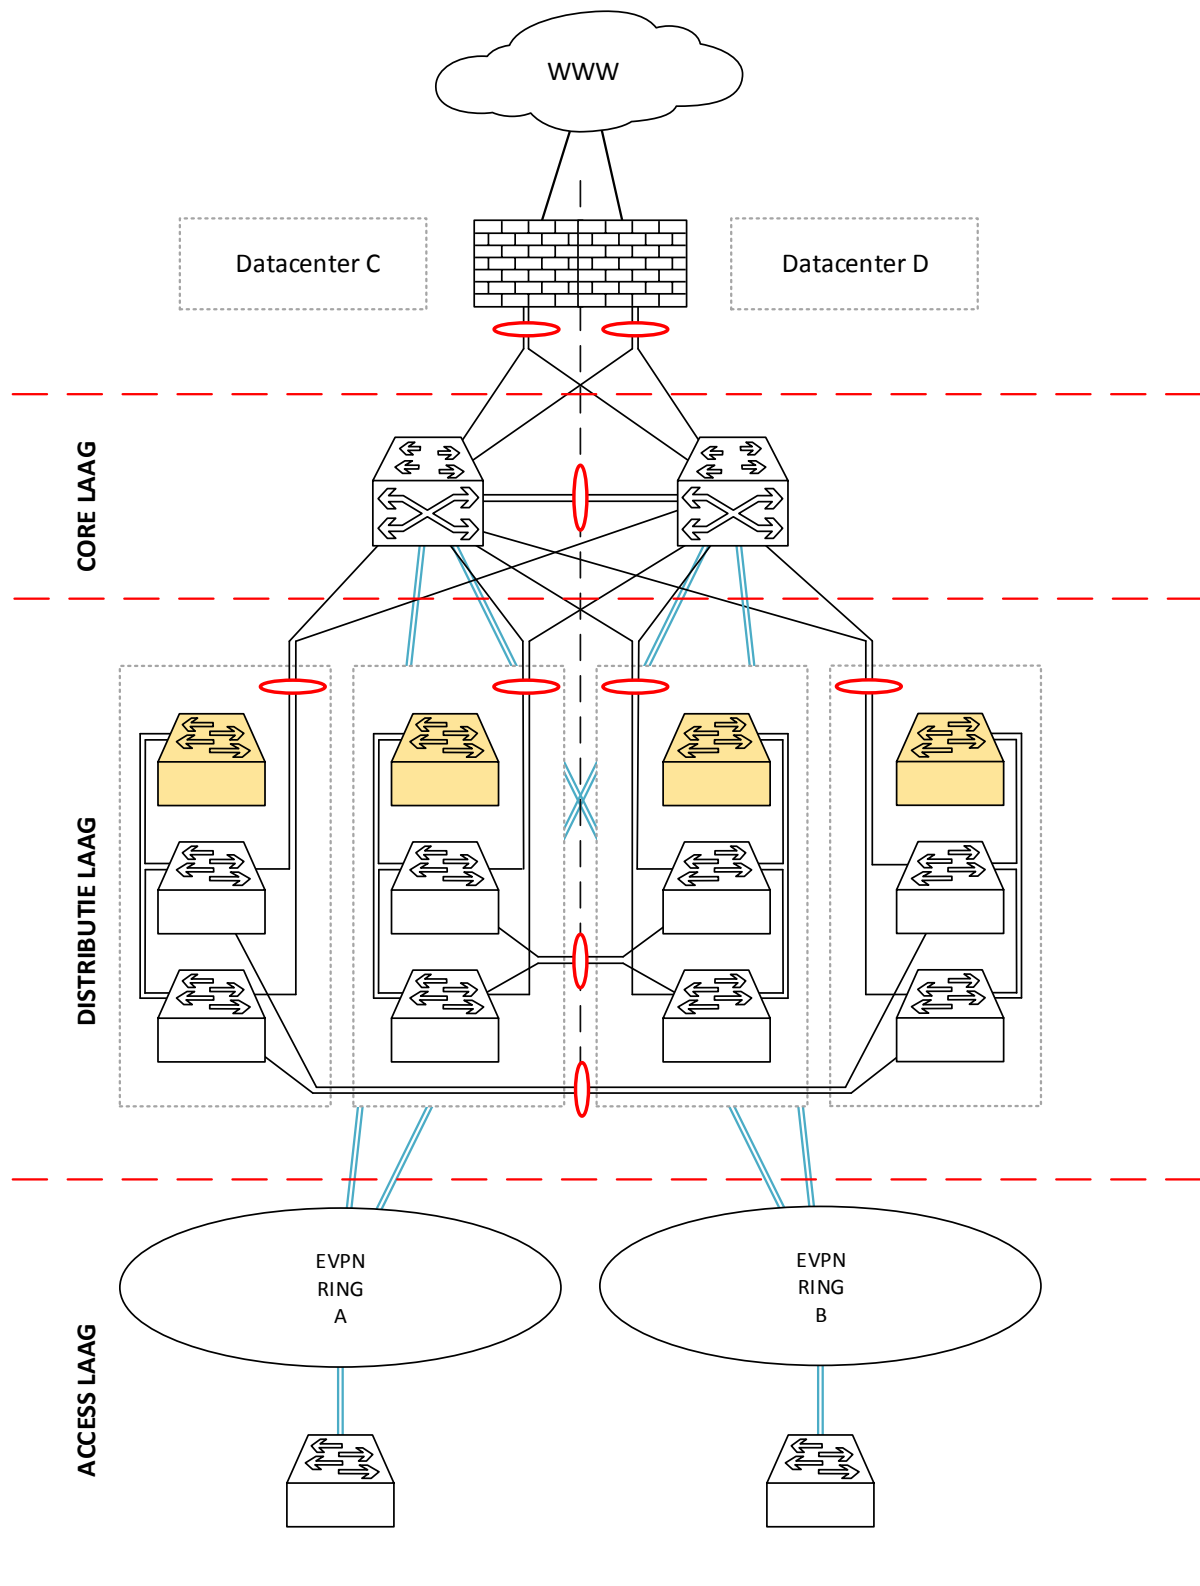 WWW
Datacenter C
Datacenter D
CORE LAAG
DISTRIBUTIE LAAG
EVPN
RING
A
EVPN
RING
B
ACCESS LAAG